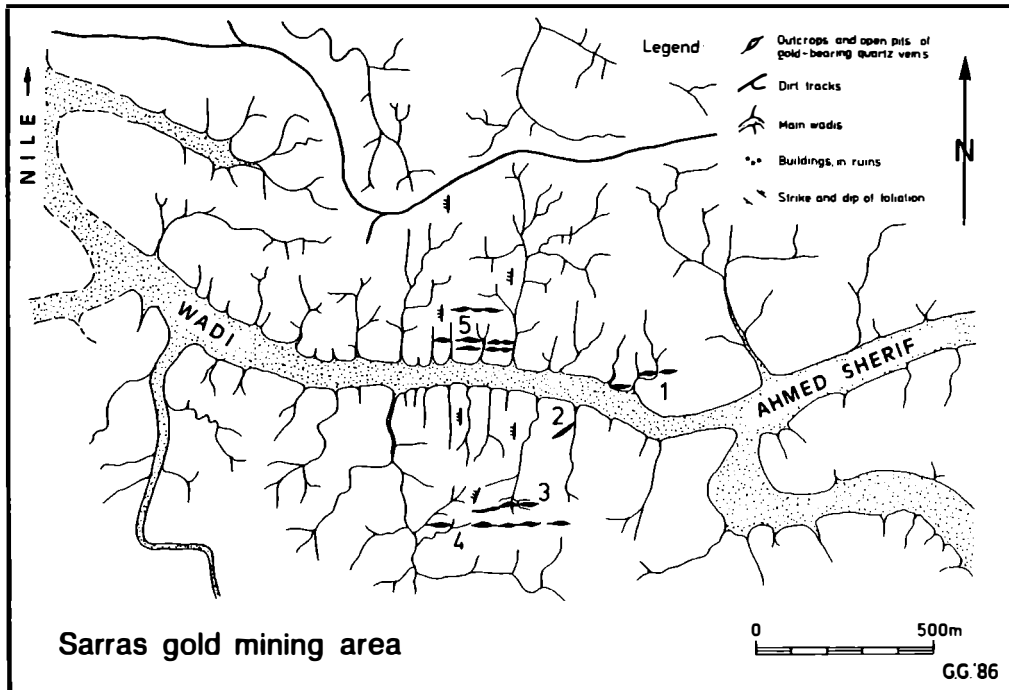 Legend
Outcrops and open pits of
gold-bearing quartz veins
Dirt tracks
Main wadis
Buildings, in ruins
Strike and dip of foliation
N
NILE
WADI
AHMED SHERIF
5
1
2
3
4
Sarras gold mining area
0 500m
G.G.'86